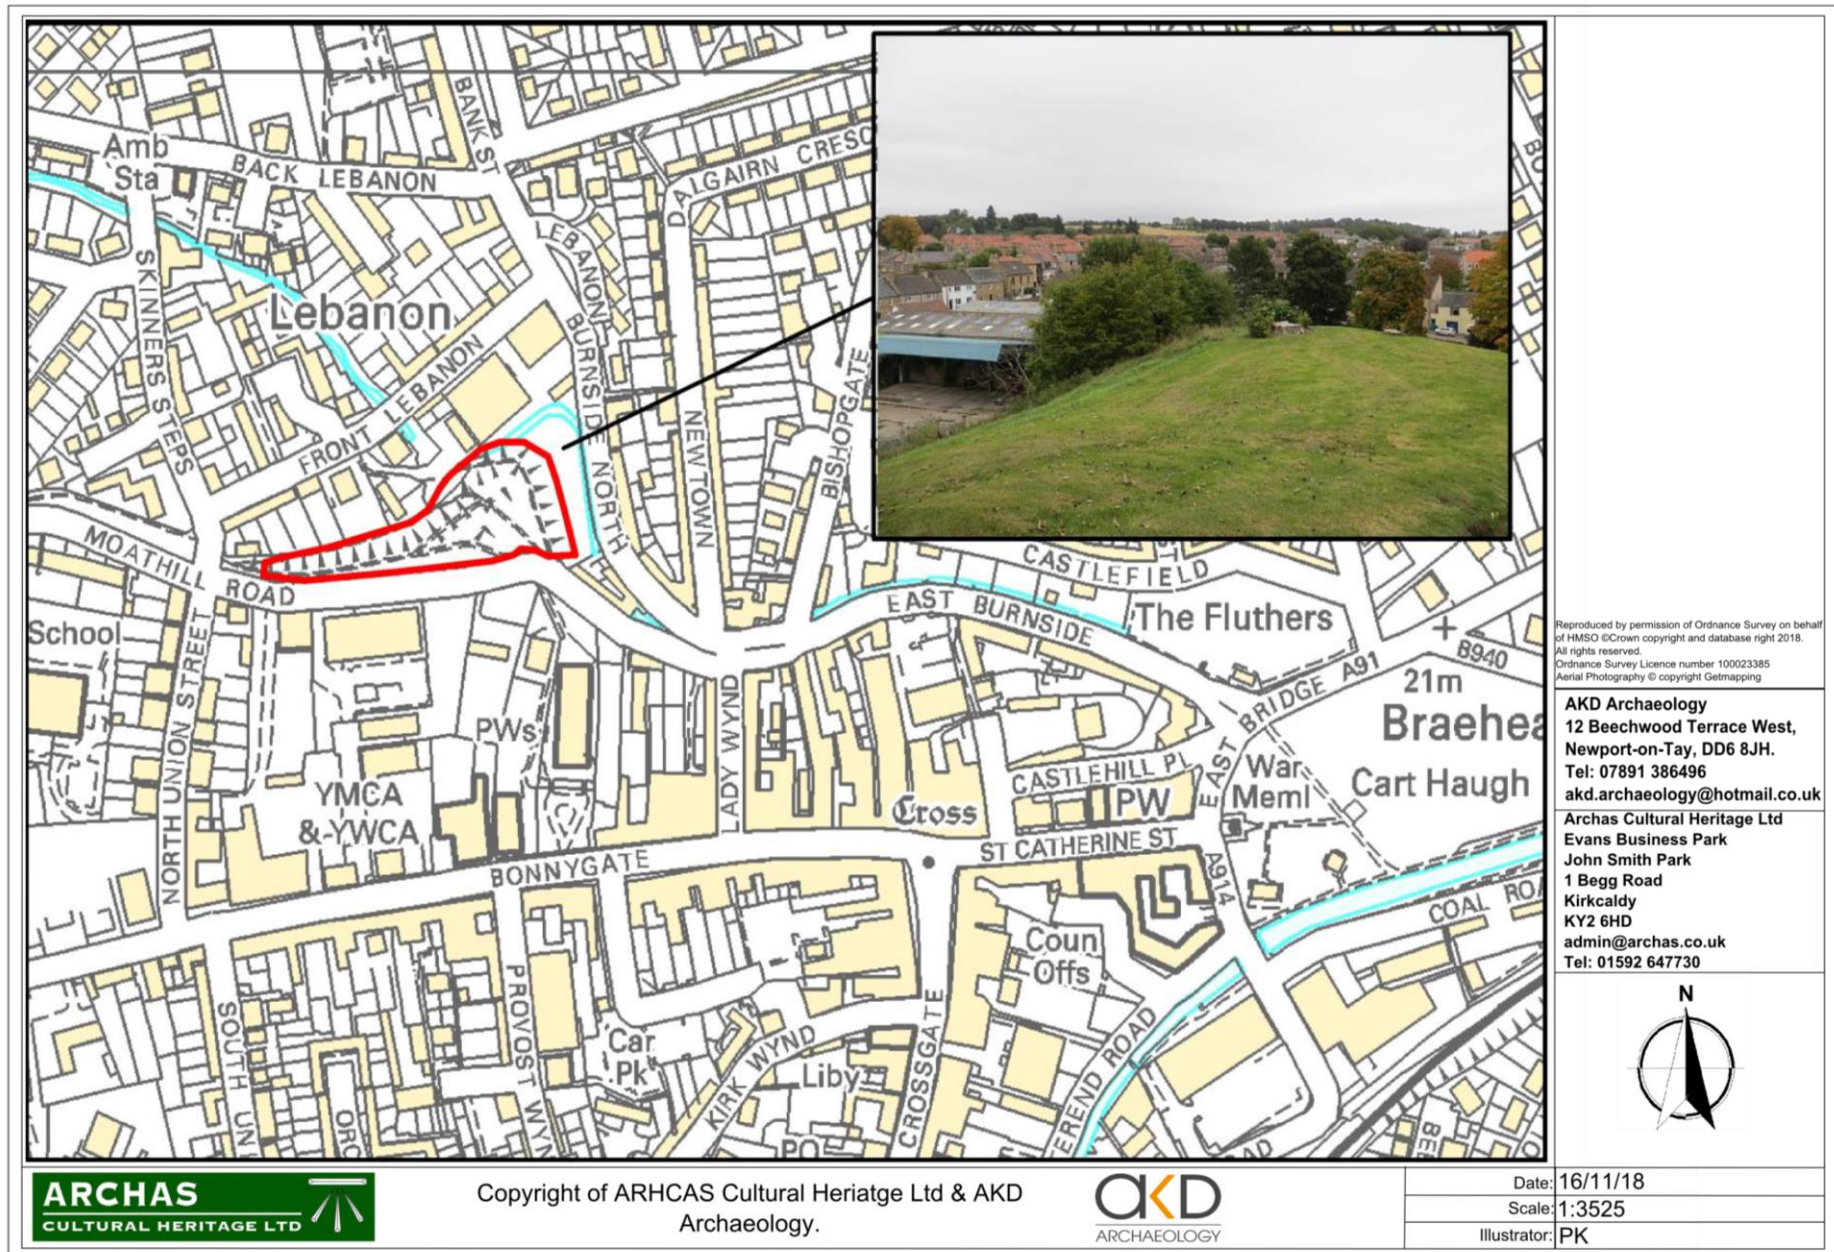 BANK ST
Amb
Sta
BACK LEBANON
DALGAIRN CRESC
LEBANON
SKINNERS STEPS
Lebanon
BURNSIDE NORTH
FRONT LEBANON
NEWTOWN
BISHOPGATE
MOATHILL ROAD
CASTLEFIELD
EAST BURNSIDE
The Fluthers
School
NORTH UNION STREET
B940
21m
EAST BRIDGE A91
Braehea
PWs
LADY WYND
CASTLEHILL PL
War
Meml
Cart Haugh
YMCA
&-YWCA
Cross
PW
ST CATHERINE ST
BONNYGATE
A914
COAL ROA
Coun
Offs
SOUTH UNI
PROVOST WYN
Car
Pk
KIRK WYND
Liby
CROSSGATE
EREND ROAD
ORC
PO
BE
Reproduced by permission of Ordnance Survey on behalf
of HMSO ©Crown copyright and database right 2018.
All rights reserved.
Ordnance Survey Licence number 100023385
Aerial Photography © copyright Getmapping
AKD Archaeology
12 Beechwood Terrace West,
Newport-on-Tay, DD6 8JH.
Tel: 07891 386496
akd.archaeology@hotmail.co.uk
Archas Cultural Heritage Ltd
Evans Business Park
John Smith Park
1 Begg Road
Kirkcaldy
KY2 6HD
admin@archas.co.uk
Tel: 01592 647730
N
ARCHAS
CULTURAL HERITAGE LTD
Copyright of ARHCAS Cultural Heriatge Ltd & AKD
Archaeology.
AKD
ARCHAEOLOGY
Date: 16/11/18
Scale: 1:3525
Illustrator: PK